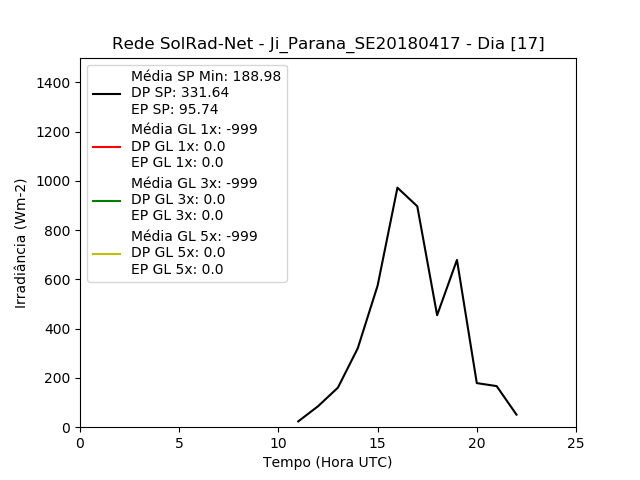 Rede SolRad-Net - Ji_Parana_SE20180417 - Dia [17]
Média SP Min: 188.98
DP SP: 331.64
EP SP: 95.74
Média GL 1x: -999
DP GL 1x: 0.0
EP GL 1x: 0.0
Média GL 3x: -999
DP GL 3x: 0.0
EP GL 3x: 0.0
Média GL 5x: -999
DP GL 5x: 0.0
EP GL 5x: 0.0
Irradiância (Wm-2)
1400
1200
1000
800
600
400
200
0
0 5 10 15 20 25
Tempo (Hora UTC)